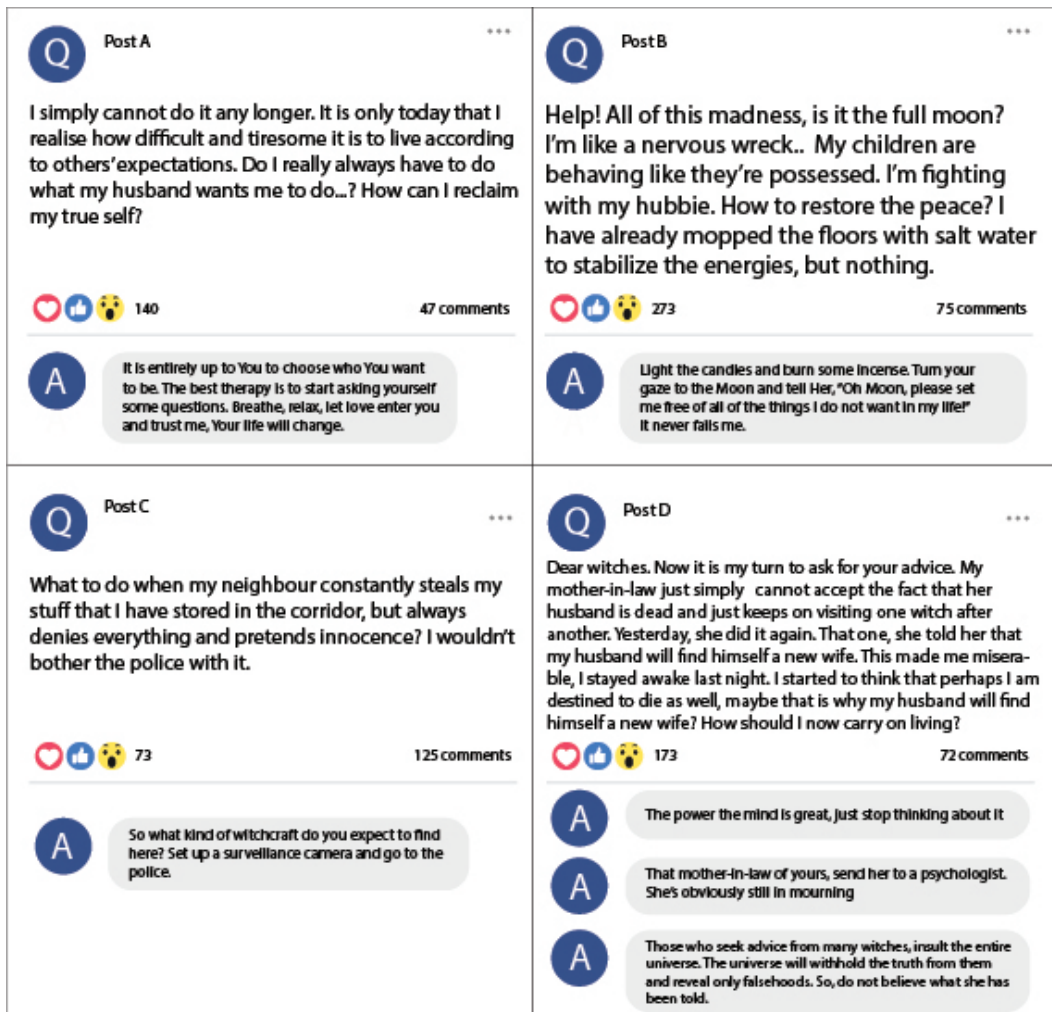 Q
Post A
I simply cannot do it any longer. It is only today that I
realise how difficult and tiresome it is to live according
to others' expectations. Do I really always have to do
what my husband wants me to do...? How can I reclaim
my true self?
140
47 comments
A
It is entirely up to You to choose who You want
to be. The best therapy is to start asking yourself
some questions. Breathe, relax, let love enter you
and trust me, Your life will change.
Q
Post B
Help! All of this madness, is it the full moon?
I'm like a nervous wreck.. My children are
behaving like they're possessed. I'm fighting
with my hubbie. How to restore the peace? I
have already mopped the floors with salt water
to stabilize the energies, but nothing.
273
75 comments
A
Light the candles and burn some incense. Turn your
gaze to the Moon and tell Her, "Oh Moon, please set
me free of all of the things I do not want in my life!"
It never fails me.
Q
Post C
What to do when my neighbour constantly steals my
stuff that I have stored in the corridor, but always
denies everything and pretends innocence? I wouldn't
bother the police with it.
73
125 comments
A
So what kind of witchcraft do you expect to find
here? Set up a surveillance camera and go to the
police.
Q
Post D
Dear witches. Now it is my turn to ask for your advice. My
mother-in-law just simply cannot accept the fact that her
husband is dead and just keeps on visiting one witch after
another. Yesterday, she did it again. That one, she told her that
my husband will find himself a new wife. This made me misera-
ble, I stayed awake last night. I started to think that perhaps I am
destined to die as well, maybe that is why my husband will find
himself a new wife? How should I now carry on living?
173
72 comments
A
The power the mind is great, just stop thinking about it
A
That mother-in-law of yours, send her to a psychologist.
She's obviously still in mourning
A
Those who seek advice from many witches, insult the entire
universe. The universe will withhold the truth from them
and reveal only falsehoods. So, do not believe what she has
been told.